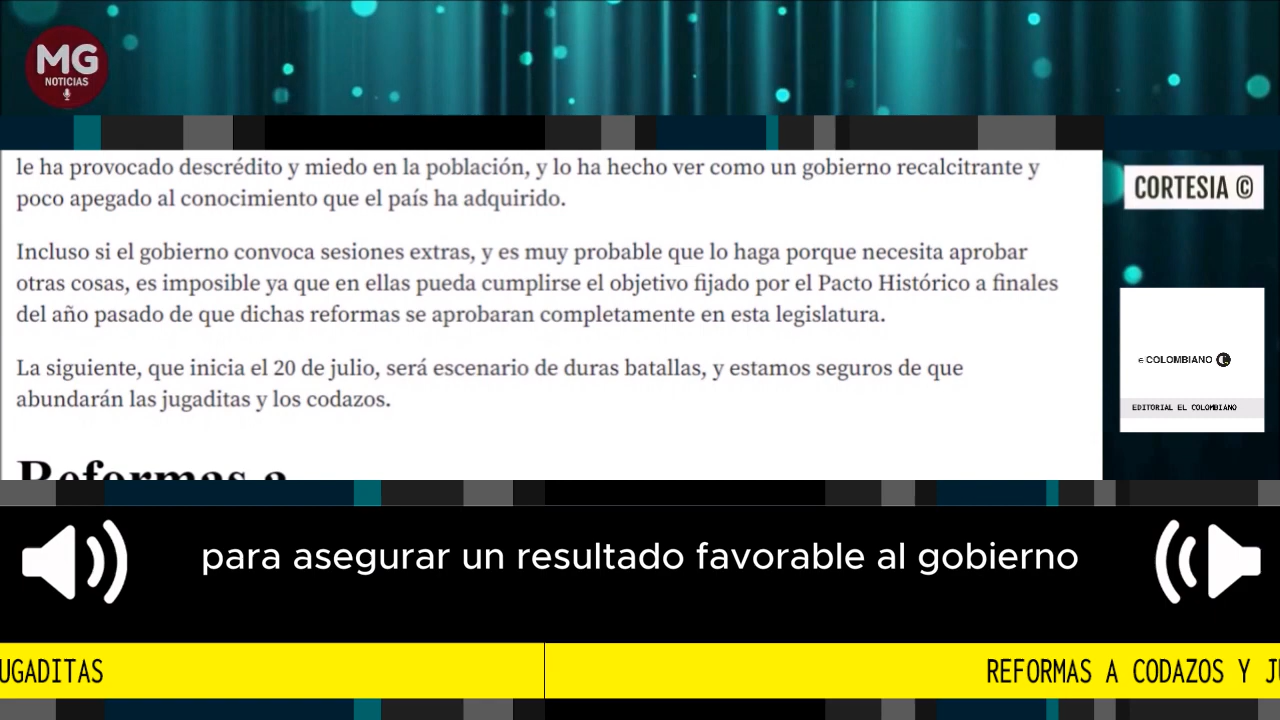 MG
NOTICIAS
le ha provocado descrédito y miedo en la población, y lo ha hecho ver como un gobierno recalcitrante y
poco apegado al conocimiento que el país ha adquirido.
CORTESIA ©
Incluso si el gobierno convoca sesiones extras, y es muy probable que lo haga porque necesita aprobar
otras cosas, es imposible ya que en ellas pueda cumplirse el objetivo fijado por el Pacto Histórico a finales
del año pasado de que dichas reformas se aprobaran completamente en esta legislatura.
La siguiente, que inicia el 20 de julio, será escenario de duras batallas, y estamos seguros de que
abundarán las jugaditas y los codazos.
Reformas a
COLOMBIANO
EDITORIAL EL COLOMBIANO
para asegurar un resultado favorable al gobierno
UGADITAS
REFORMAS A CODAZOS Y JU